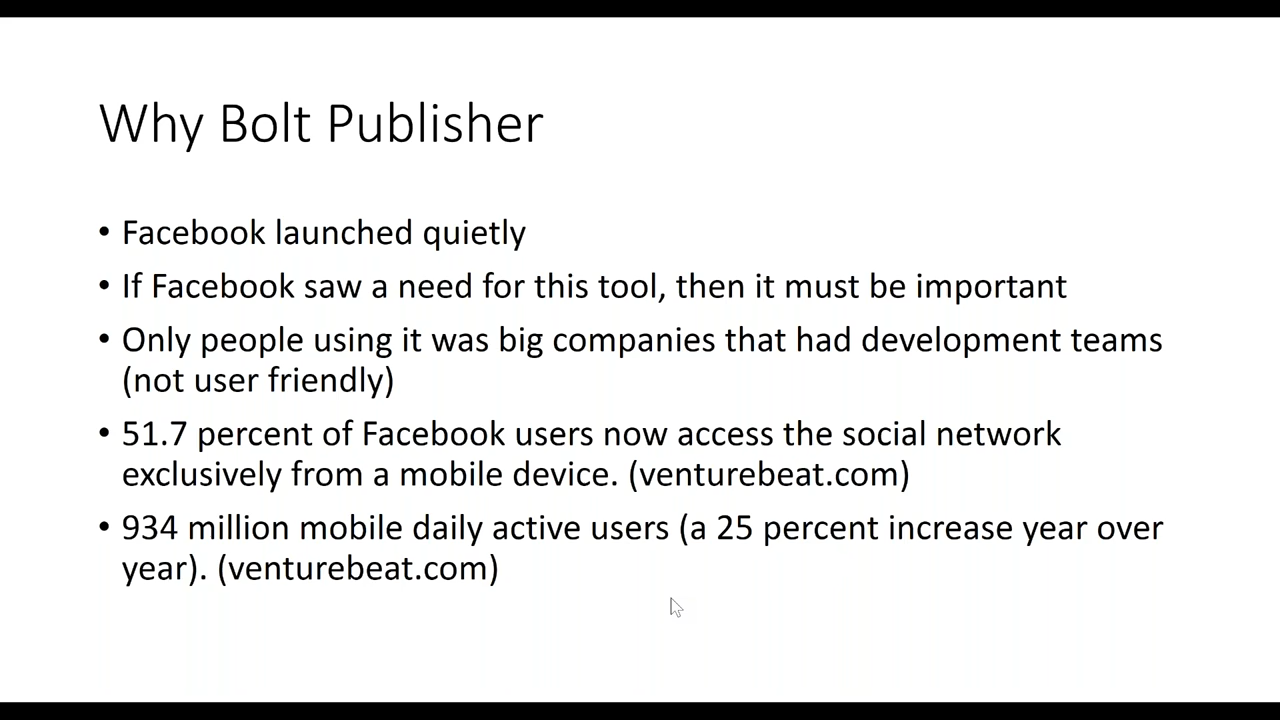 Why Bolt Publisher
• Facebook launched quietly
• If Facebook saw a need for this tool, then it must be important
• Only people using it was big companies that had development teams
(not user friendly)
• 51.7 percent of Facebook users now access the social network
exclusively from a mobile device. (venturebeat.com)
• 934 million mobile daily active users (a 25 percent increase year over
year). (venturebeat.com)